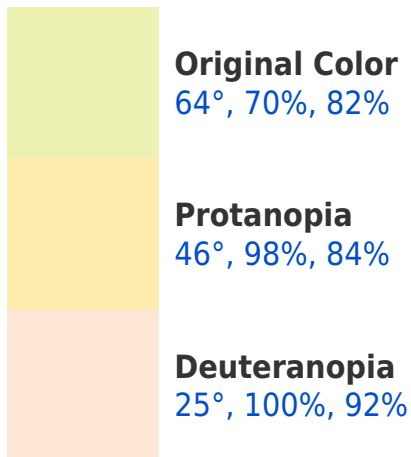 Original Color
64°, 70%, 82%
Protanopia
46°, 98%, 84%
Deuteranopia
25°, 100%, 92%